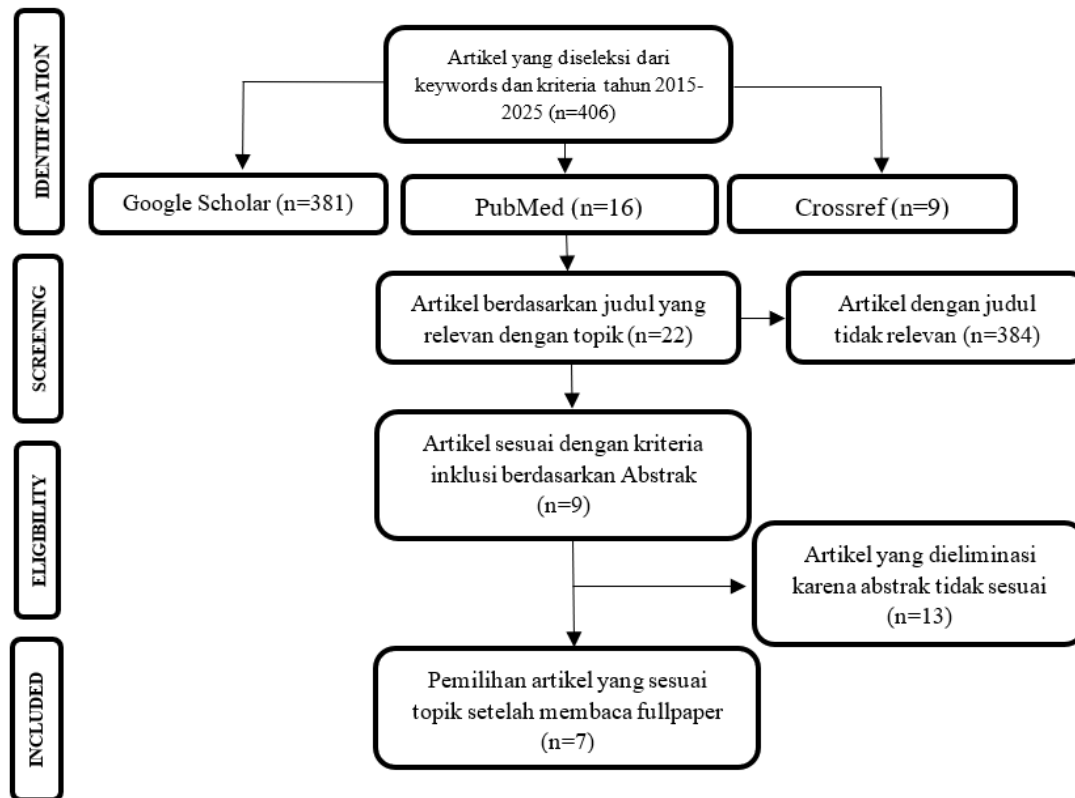 IDENTIFICATION
Artikel yang diseleksi dari
keywords dan kriteria tahun 2015-
2025 (n=406)
Google Scholar (n=381)
PubMed (n=16)
Crossref (n=9)
SCREENING
Artikel berdasarkan judul yang
relevan dengan topik (n=22)
Artikel dengan judul
tidak relevan (n=384)
ELIGIBILITY
Artikel sesuai dengan kriteria
inklusi berdasarkan Abstrak
(n=9)
Artikel yang dieliminasi
karena abstrak tidak sesuai
(n=13)
INCLUDED
Pemilihan artikel yang sesuai
topik setelah membaca fullpaper
(n=7)